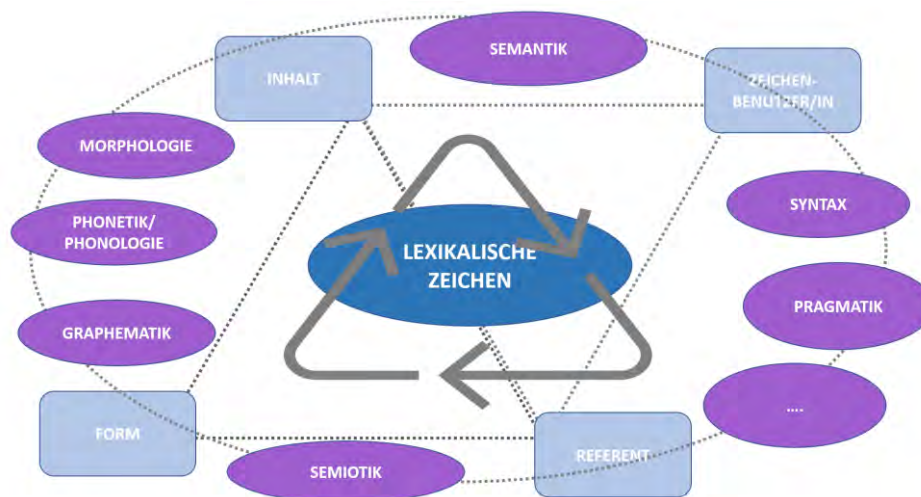 SEMANTIK
INHALT
ZEICHEN-
BENUTZER/IN
MORPHOLOGIE
PHONETIK/
PHONOLOGIE
SYNTAX
LEXIKALISCHE
ZEICHEN
GRAPHEMATIK
PRAGMATIK
....
FORM
REFERENT
SEMIOTIK